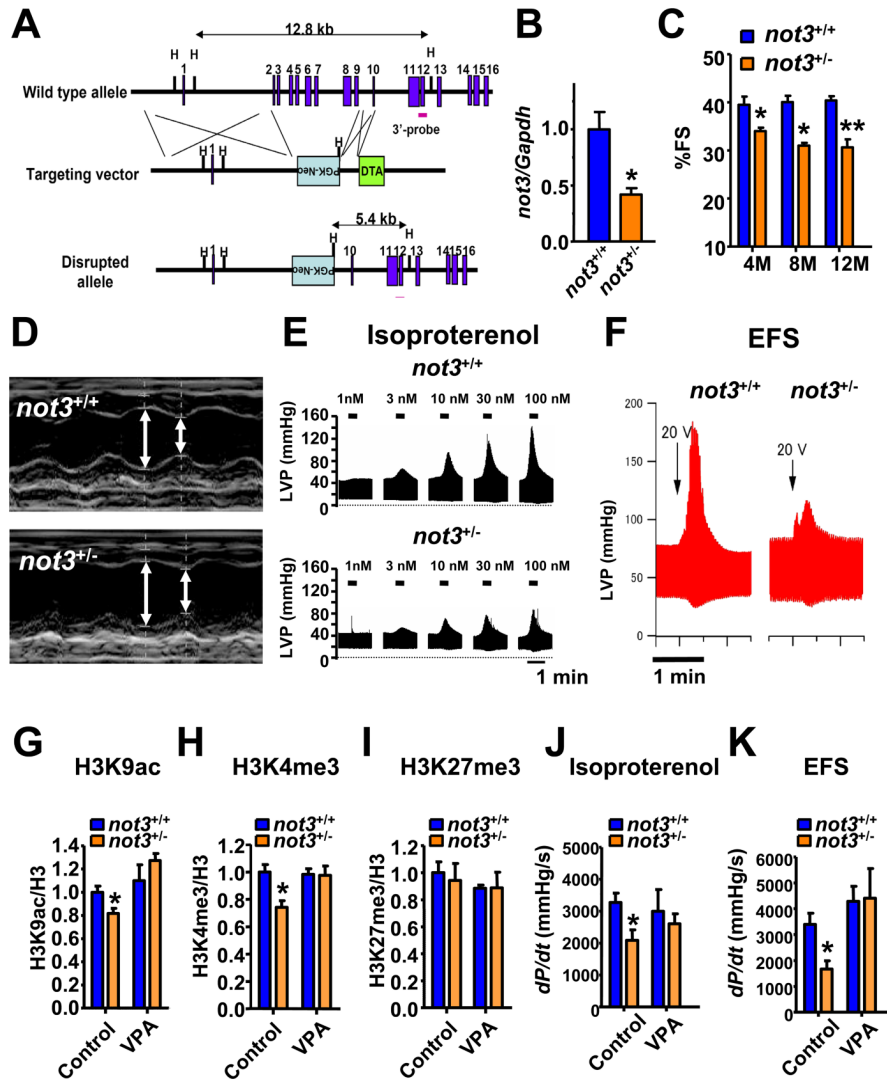 A
12.8 kb
H H H
1 2 3 4 5 6 7 8 9 10 11 12 13 14 15 16
Wild type allele
3'-probe
H 1 H H
Targeting vector
PGK-Neo DTA
5.4 kb
H 1 H H H
10 11 12 13 14 15 16
Disrupted
allele
PGK-Neo
B
not3/Gapdh
1.0
0.5
0.0
*
not3+/+
not3+/-
C
not3+/+
not3+/-
%FS
50
40
30
20
10
* * **
4M 8M 12M
D
not3+/+
not3+/-
E
Isoproterenol
not3+/+
1nM 3 nM 10 nM 30 nM 100 nM
LVP (mmHg)
160
120
80
40
0
not3+/-
1nM 3 nM 10 nM 30 nM 100 nM
LVP (mmHg)
160
120
80
40
0
1 min
F
EFS
not3+/+ not3+/-
200
150
100
50
0
LVP (mmHg)
20 V
20 V
1 min
G
H3K9ac
not3+/+
not3+/-
H3K9ac/H3
1.4
1.2
1.0
0.8
0.6
0.4
0.2
0.0
*
Control VPA
H
H3K4me3
not3+/+
not3+/-
H3K4me3/H3
1.2
1.0
0.8
0.6
0.4
0.2
0.0
*
Control VPA
I
H3K27me3
not3+/+
not3+/-
H3K27me3/H3
1.2
1.0
0.8
0.6
0.4
0.2
0.0
Control VPA
J
Isoproterenol
not3+/+
not3+/-
dP/dt (mmHg/s)
5000
4000
3000
2000
1000
0
*
Control VPA
K
EFS
not3+/+
not3+/-
dP/dt (mmHg/s)
6000
5000
4000
3000
2000
1000
0
*
Control VPA